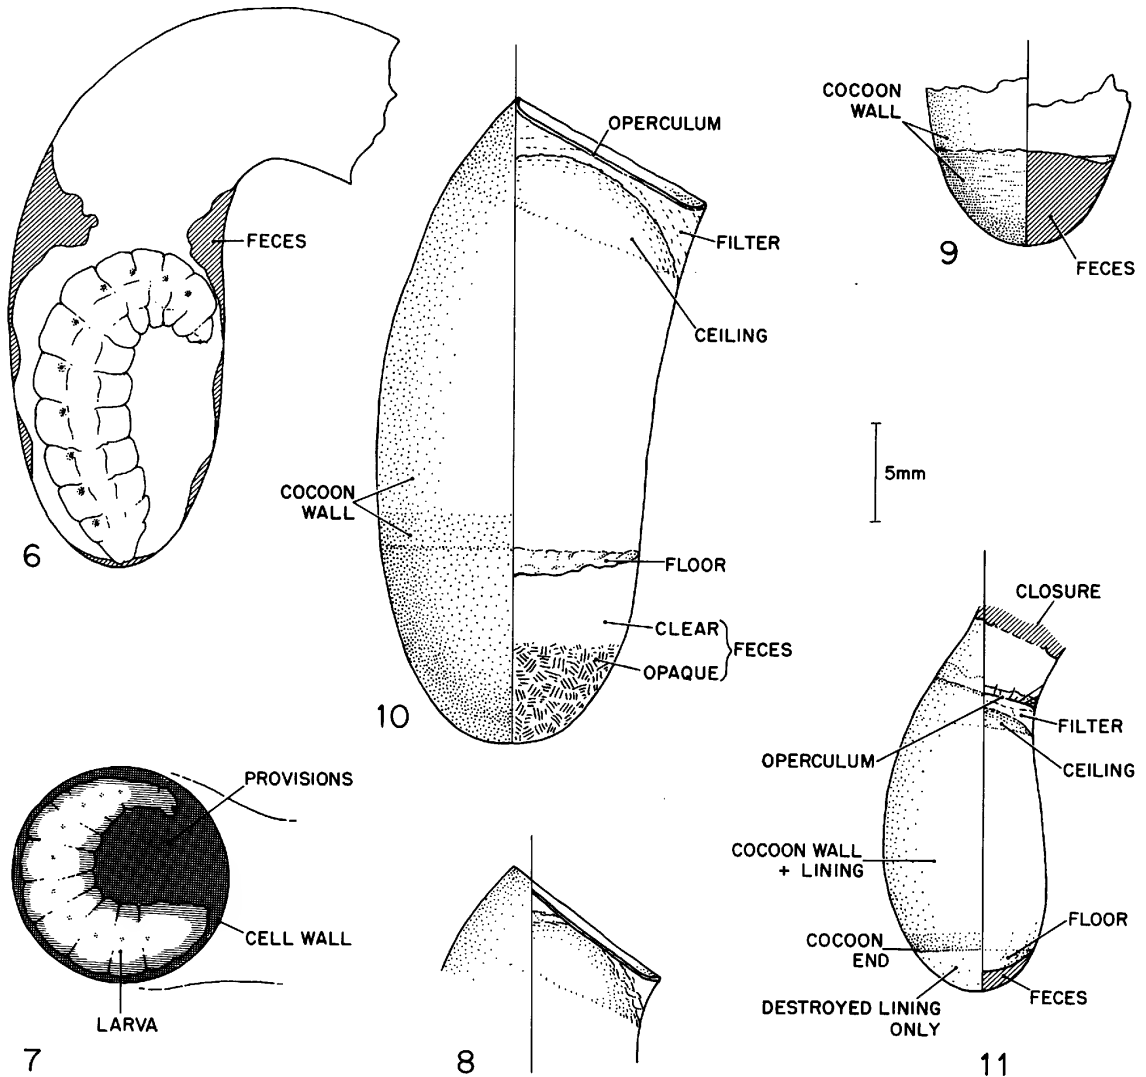 FECES
6
OPERCULUM
FILTER
CEILING
COCOON
WALL
FLOOR
CLEAR
FECES
OPAQUE
10
COCOON
WALL
9
FECES
5mm
PROVISIONS
CELL WALL
LARVA
7
8
CLOSURE
FILTER
OPERCULUM
CEILING
COCOON WALL
+ LINING
FLOOR
COCOON
END
FECES
DESTROYED LINING
ONLY
11